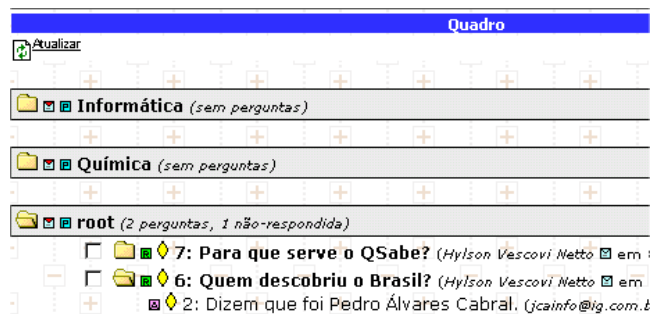 Quadro
Atualizar
Informática (sem perguntas)
Química (sem perguntas)
root (2 perguntas, 1 não-respondida)
7: Para que serve o QSabe? (Hylson Vescovi Netto em
6: Quem descobriu o Brasil? (Hylson Vescovi Netto em
2: Dizem que foi Pedro Álvares Cabral. (jcainfo@ig.com.b